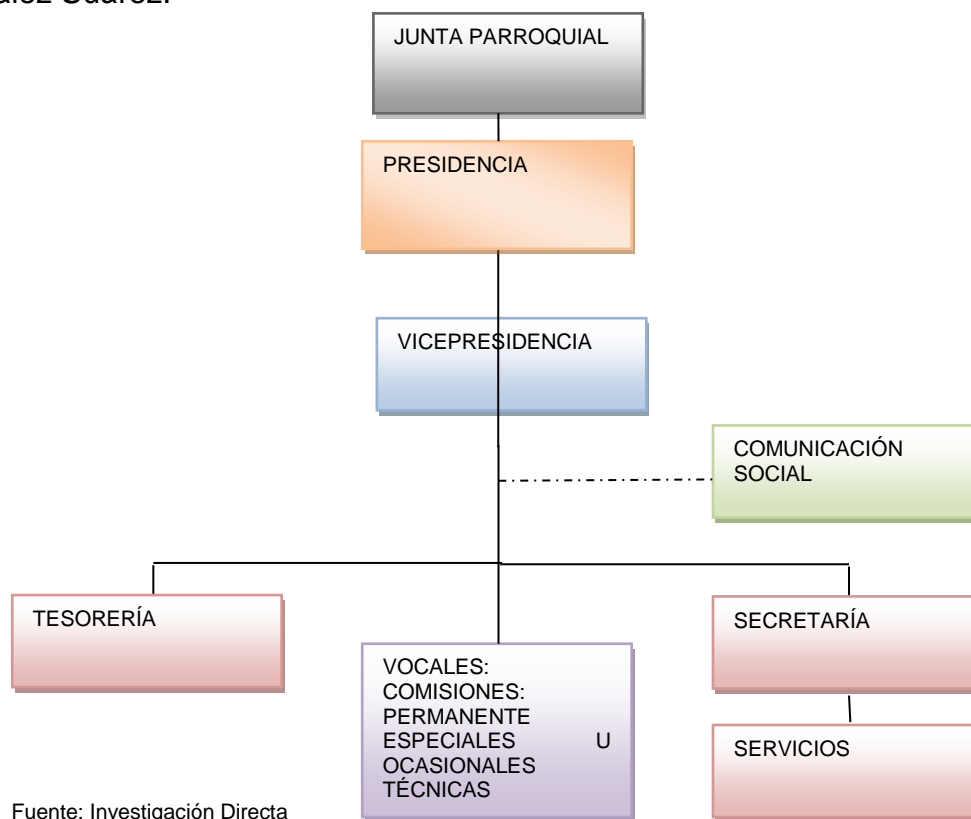 JUNTA PARROQUIAL
PRESIDENCIA
VICEPRESIDENCIA
COMUNICACIÓN
SOCIAL
TESORERÍA
VOCALES:
COMISIONES:
PERMANENTE
ESPECIALES U
OCASIONALES
TÉCNICAS
SECRETARÍA
SERVICIOS
Fuente: Investigación Directa